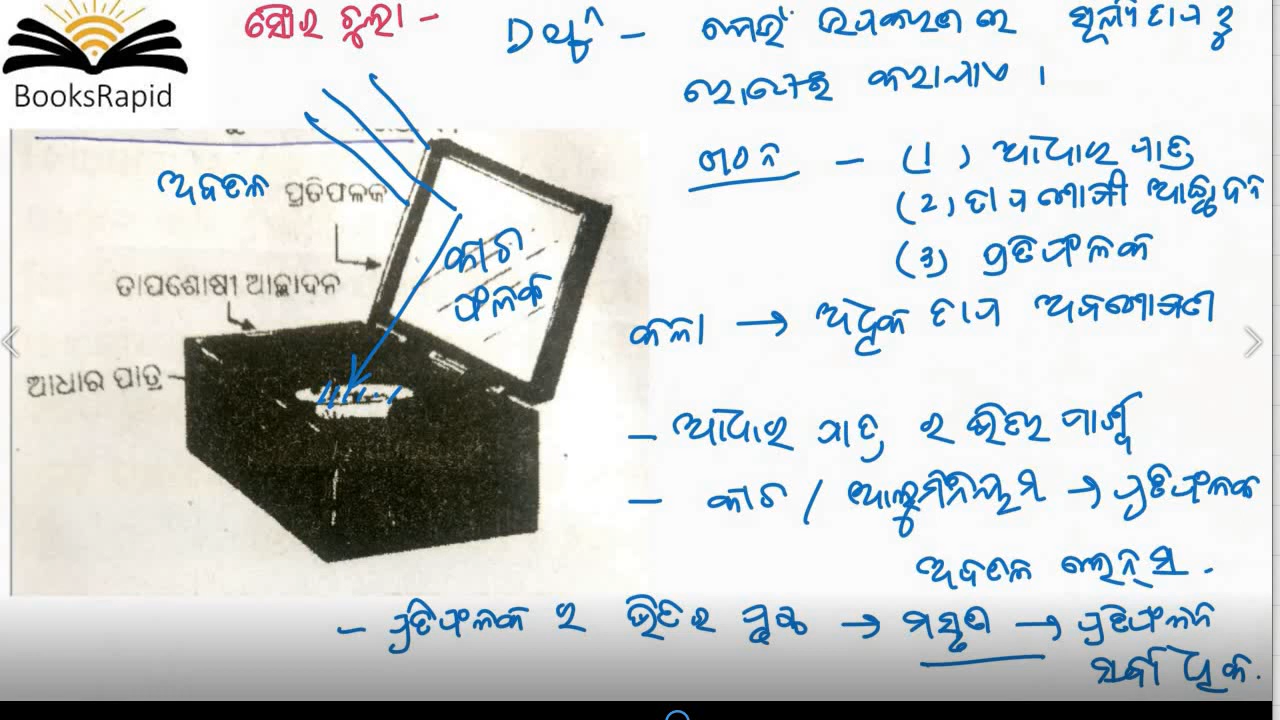 BooksRapid
ସୌର ଚୁଲା -
Defn - ଯେଉଁ ଉପକରଣରେ ସୂର୍ଯ୍ୟତାପକୁ
ରୋଷେଇ କରାଯାଏ ।
ଗଠନ - (1) ଆଧାର ପାତ୍ର
(2) ତାପଶୋଷୀ ଆଚ୍ଛାଦନ
(3) ପ୍ରତିଫଳକ
ଅବତଳ
ପ୍ରତିଫଳକ
ତାପଶୋଷୀ ଆଚ୍ଛାଦନ
ଆଧାର ପାତ୍ର
କାଚ
ଫଳକ
କଳା → ଅଧିକ ତାପ ଅବଶୋଷଣ
- ଆଧାର ପାତ୍ର ର ଭିତର ପାର୍ଶ୍ୱ
- କାଚ / ଆଲୁମିନିୟମ → ପ୍ରତିଫଳକ
ଅବତଳ ଲେନ୍ସ .
- ପ୍ରତିଫଳକ ର ଭିତର ପୃଷ୍ଠ → ମସୃଣ → ପ୍ରତିଫଳନ
ସର୍ବାଧିକ .